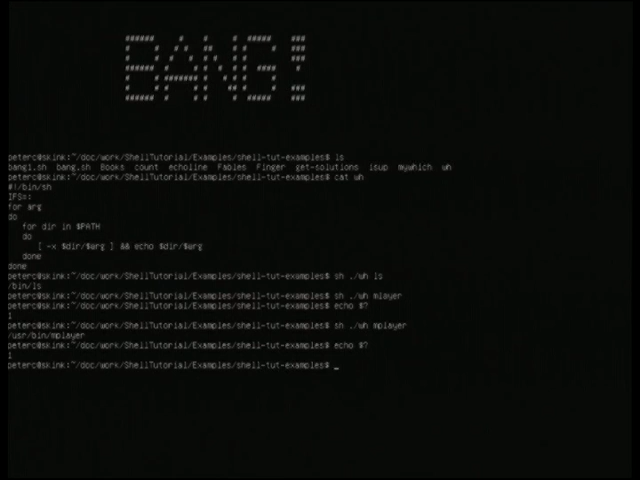 BANG!
peterc@skink:~/doc/work/ShellTutorial/Examples/shell-tut-examples$ ls
bang1.sh bang.sh Books count echoline Fables Finger get-solutions isup mywhich wh
peterc@skink:~/doc/work/ShellTutorial/Examples/shell-tut-examples$ cat wh
#!/bin/sh
IFS=:
for arg
do
for dir in $PATH
do
[ -x $dir/$arg ] && echo $dir/$arg
done
done
peterc@skink:~/doc/work/ShellTutorial/Examples/shell-tut-examples$ sh ./wh ls
/bin/ls
peterc@skink:~/doc/work/ShellTutorial/Examples/shell-tut-examples$ sh ./wh mlayer
peterc@skink:~/doc/work/ShellTutorial/Examples/shell-tut-examples$ echo $?
1
peterc@skink:~/doc/work/ShellTutorial/Examples/shell-tut-examples$ sh ./wh mplayer
/usr/bin/mplayer
peterc@skink:~/doc/work/ShellTutorial/Examples/shell-tut-examples$ echo $?
1
peterc@skink:~/doc/work/ShellTutorial/Examples/shell-tut-examples$ _